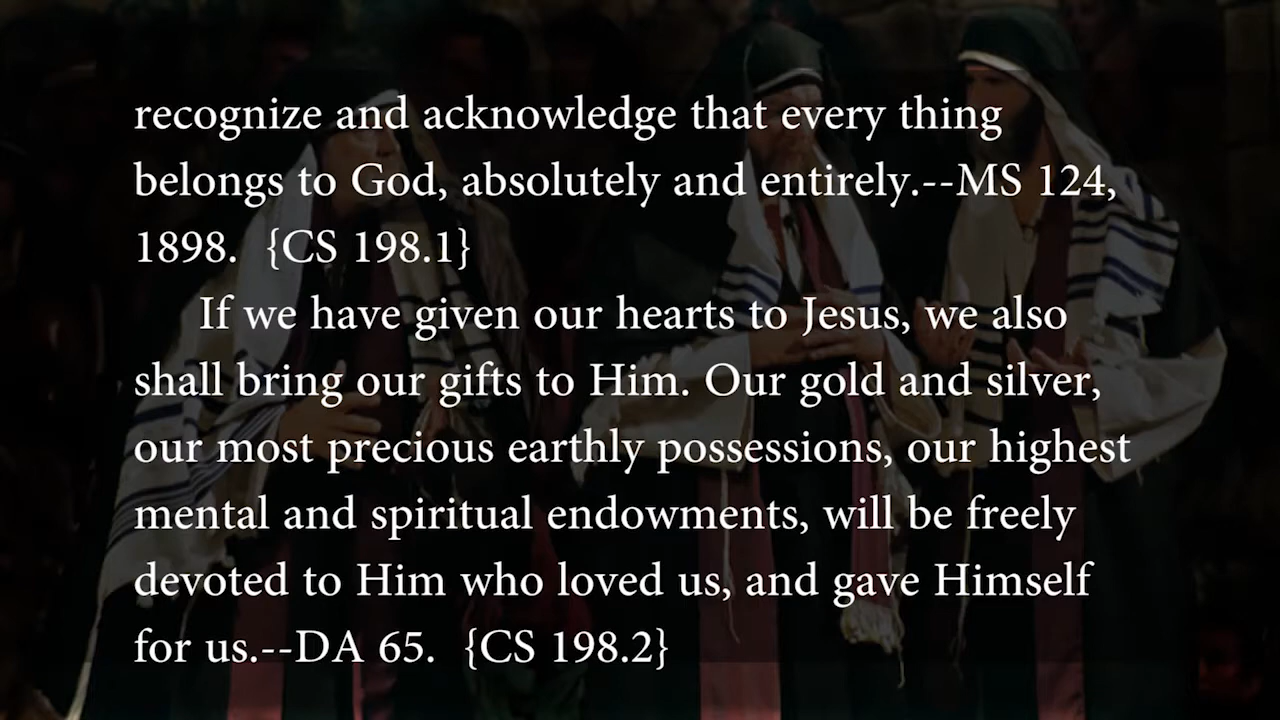 recognize and acknowledge that every thing
belongs to God, absolutely and entirely.--MS 124,
1898.  {CS 198.1}
If we have given our hearts to Jesus, we also
shall bring our gifts to Him. Our gold and silver,
our most precious earthly possessions, our highest
mental and spiritual endowments, will be freely
devoted to Him who loved us, and gave Himself
for us.--DA 65.  {CS 198.2}